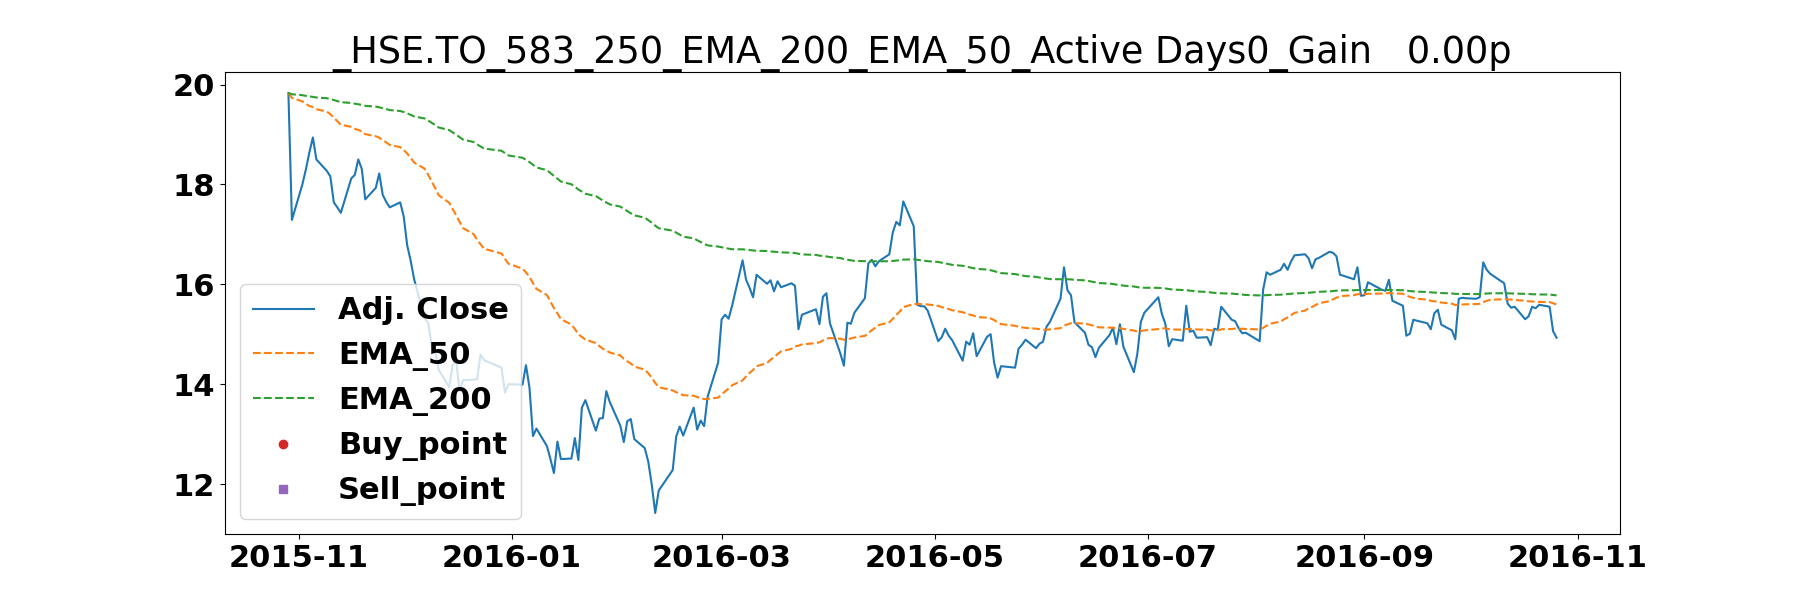 _HSE.TO_583_250_EMA_200_EMA_50_Active Days0_Gain   0.00p
20
18
16
14
12
Adj. Close
EMA_50
EMA_200
Buy_point
Sell_point
2015-11 2016-01 2016-03 2016-05 2016-07 2016-09 2016-11